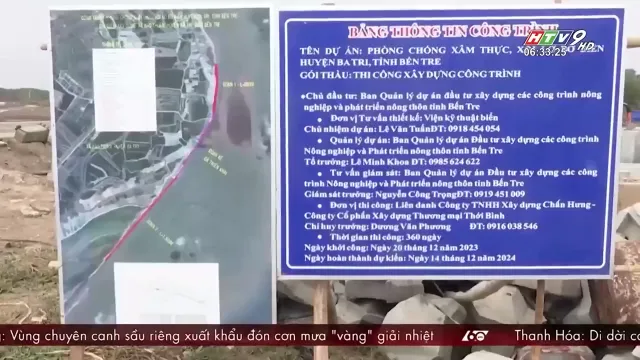 BẢNG THÔNG TIN CÔNG TRÌNH
HTV9 HD
06:33:25
TÊN DỰ ÁN: PHÒNG CHỐNG XÂM THỰC,
HUYỆN BA TRI, TỈNH BẾN TRE
GÓI THẦU: THI CÔNG XÂY DỰNG CÔNG TRÌNH
•Chủ đầu tư: Ban Quản lý dự án đầu tư xây dựng các công trình nông
nghiệp và phát triển nông thôn tỉnh Bến Tre
• Đơn vị Tư vấn thiết kế: Viện kỹ thuật biển
Chủ nhiệm dự án: Lê Văn Tuấn ĐT: 0918 454 054
• Quản lý dự án: Ban Quản lý dự án Đầu tư xây dựng các công trình
Nông nghiệp và Phát triển nông thôn tỉnh Bến Tre
Tổ trưởng: Lê Minh Khoa ĐT: 0985 624 622
• Tư vấn giám sát: Ban Quản lý dự án Đầu tư xây dựng các công
trình Nông nghiệp và Phát triển nông thôn tỉnh Bến Tre
Giám sát trưởng: Nguyễn Công Trọng ĐT: 0919 451 009
• Đơn vị thi công: Liên danh Công ty TNHH Xây dựng Chấn Hưng -
Công ty Cổ phần Xây dựng Thương mại Thới Bình
Chỉ huy trưởng: Dương Văn Phương ĐT: 0916 038 546
• Thời gian thi công: 360 ngày
Ngày khởi công: Ngày 20 tháng 12 năm 2023
Ngày hoàn thành dự kiến: Ngày 14 tháng 12 năm 2024
g: Vùng chuyên canh sầu riêng xuất khẩu đón cơn mưa "vàng" giải nhiệt
60
Thanh Hóa: Di dời c